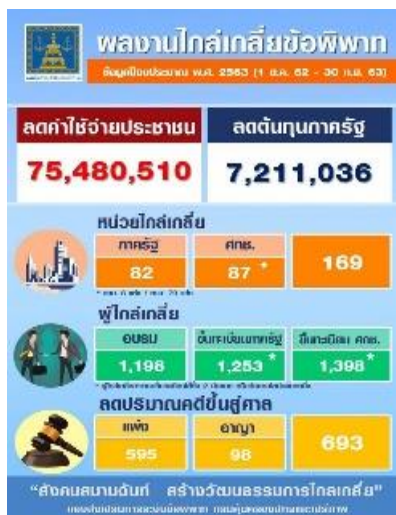 ผลงานไกล่เกลี่ยข้อพิพาท
ข้อมูลปีงบประมาณ พ.ศ. 2563 (1 ต.ค. 62 - 30 ก.ย. 63)
ลดค่าใช้จ่ายประชาชน
75,480,510
ลดต้นทุนภาครัฐ
7,211,036
หน่วยไกล่เกลี่ย
ภาครัฐ
82
ศกช.
87 *
169
ผู้ไกล่เกลี่ย
อบรม
1,198
ขึ้นทะเบียนภาครัฐ
1,253 *
ขึ้นทะเบียน ศกช.
1,398 *
ลดปริมาณคดีขึ้นสู่ศาล
แพ่ง
595
อาญา
98
693
“สังคมสมานฉันท์ สร้างวัฒนธรรมการไกล่เกลี่ย”